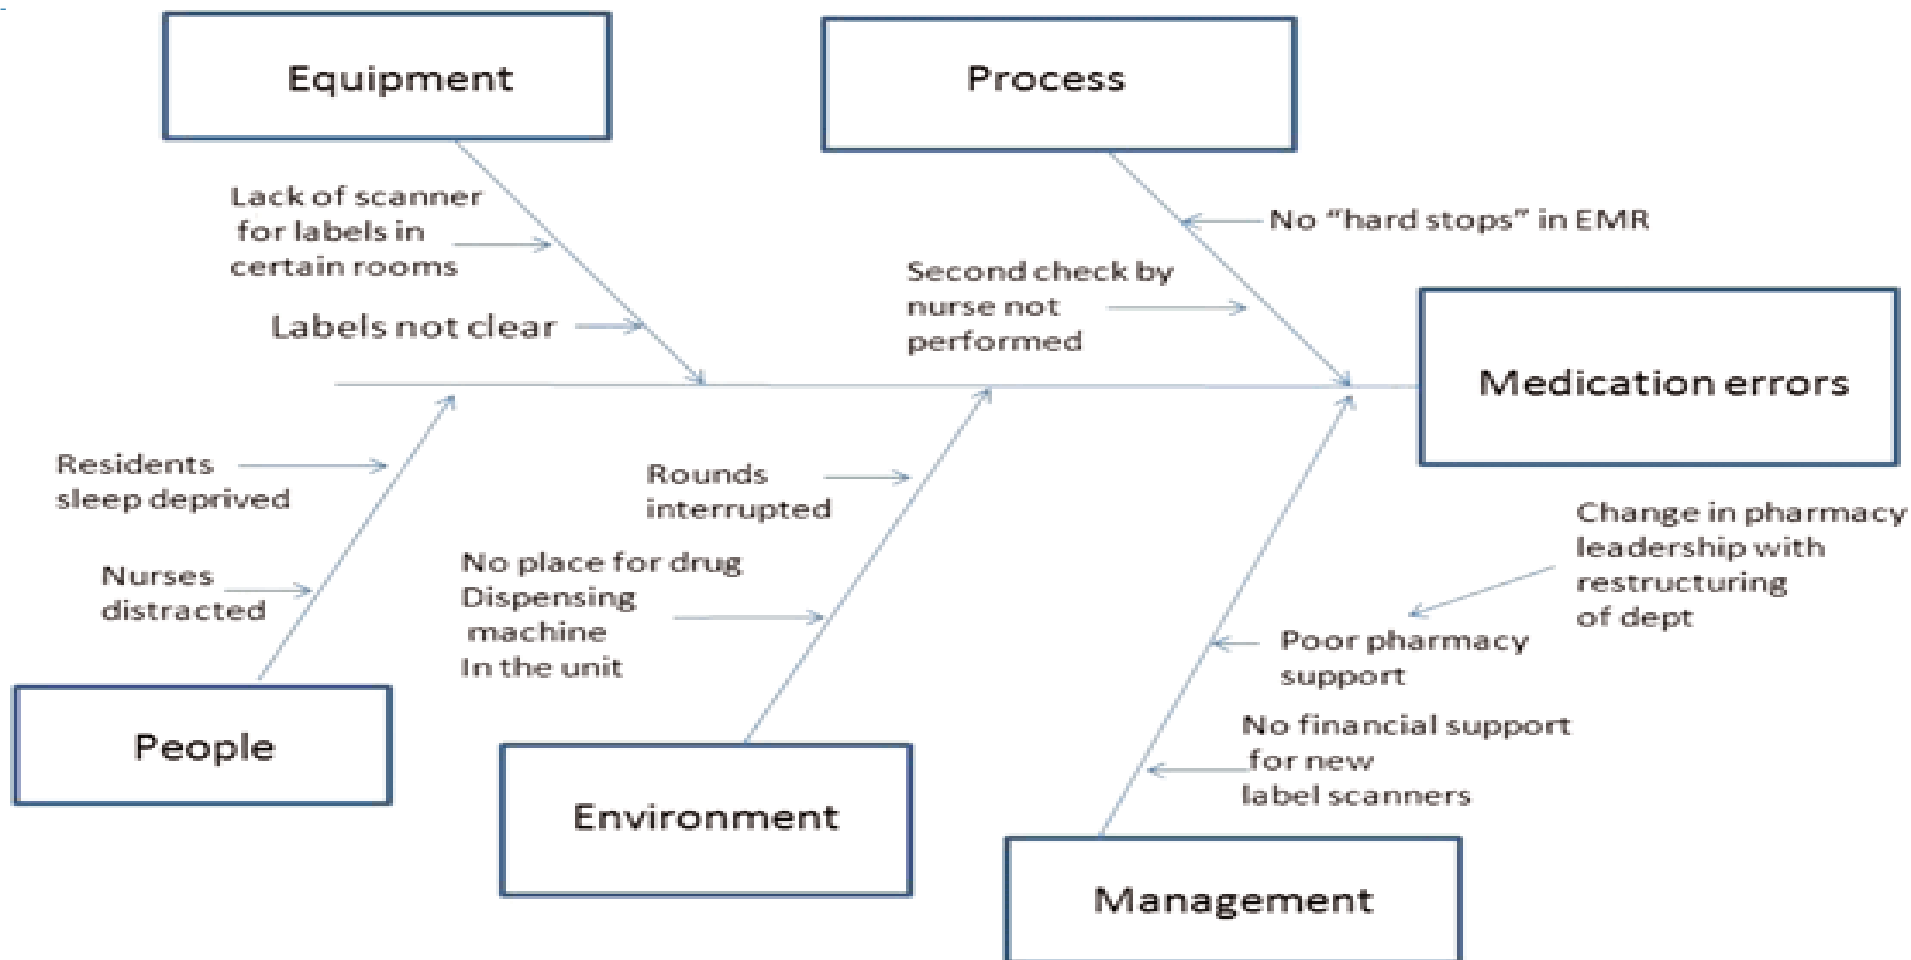 Equipment
Process
Lack of scanner
for labels in
certain rooms
Labels not clear
No “hard stops” in EMR
Second check by
nurse not
performed
Medication errors
Residents
sleep deprived
Nurses
distracted
Rounds
interrupted
No place for drug
Dispensing
machine
In the unit
Change in pharmacy
leadership with
restructuring
of dept
Poor pharmacy
support
No financial support
for new
label scanners
People
Environment
Management